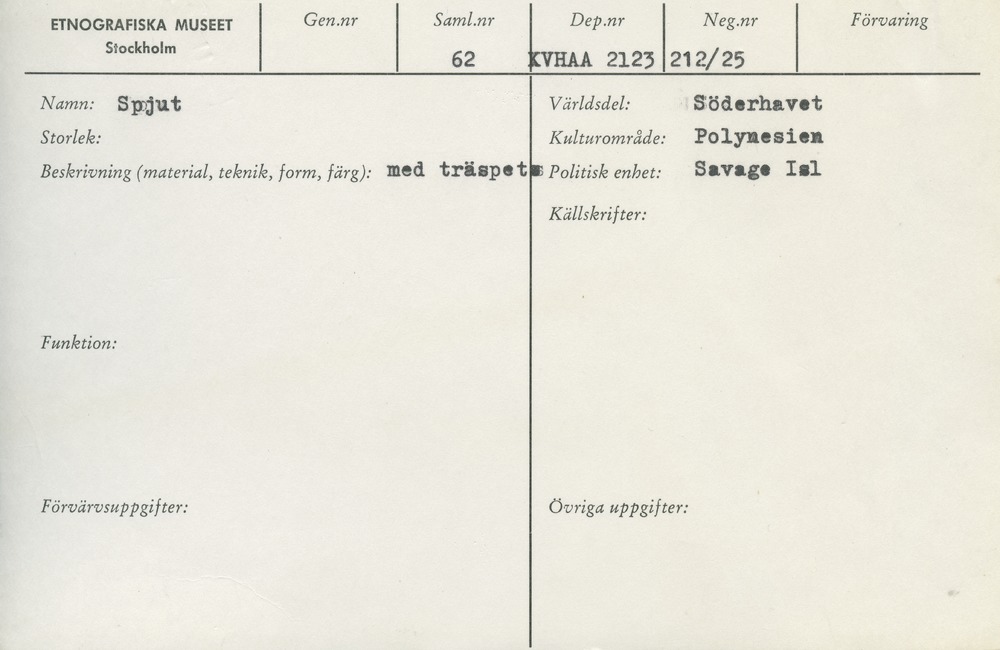 ETNOGRAFISKA MUSEET
Stockholm
Gen.nr
Saml.nr
62
Dep.nr
KVHAA 2123
Neg.nr
212/25
Förvaring
Namn: Spjut
Storlek:
Beskrivning (material, teknik, form, färg): med träspets
Funktion:
Förvärvsuppgifter:
Världsdel: Söderhavet
Kulturområde: Polynesien
Politisk enhet: Savage Isl
Källskrifter:
Övriga uppgifter: